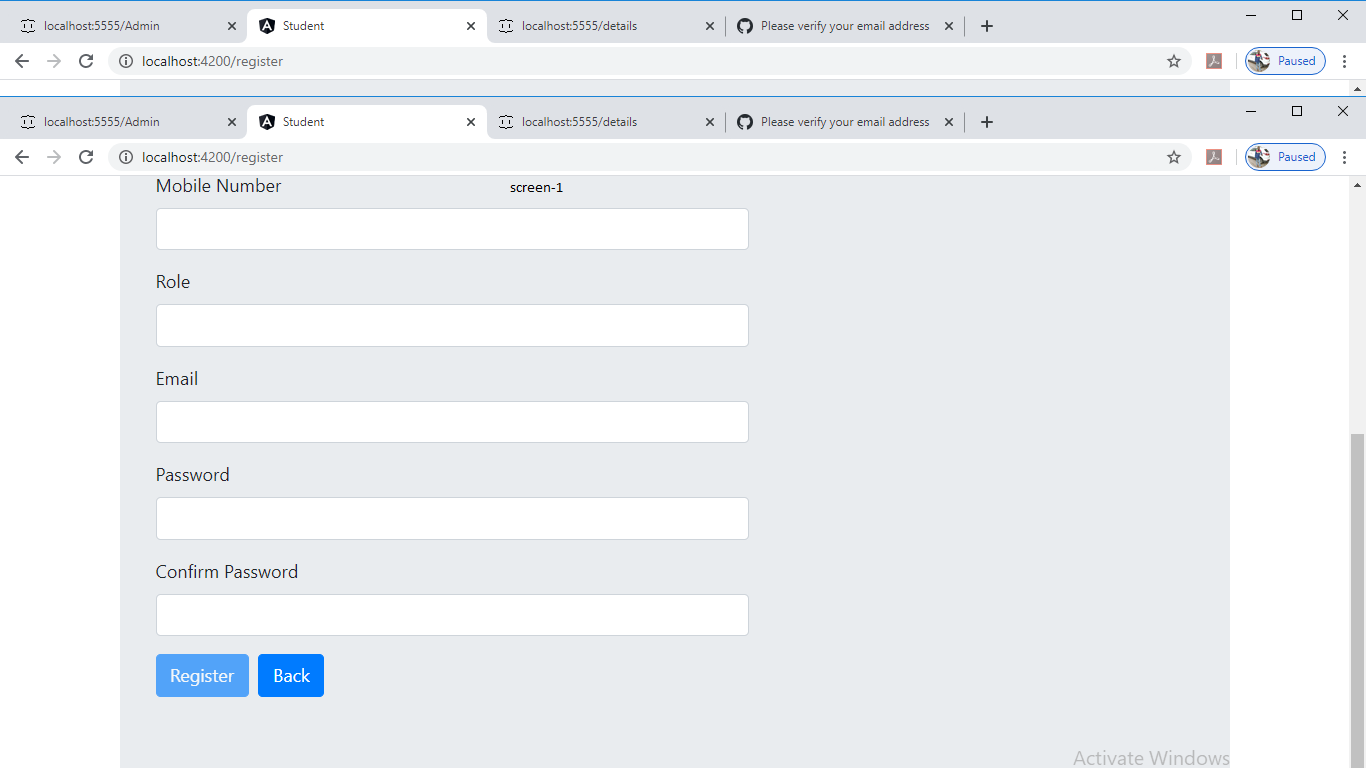 localhost:5555/Admin Student localhost:5555/details Please verify your email address
localhost:4200/register Paused
localhost:5555/Admin Student localhost:5555/details Please verify your email address
localhost:4200/register Paused
Mobile Number screen-1
Role
Email
Password
Confirm Password
Register Back
Activate Windows